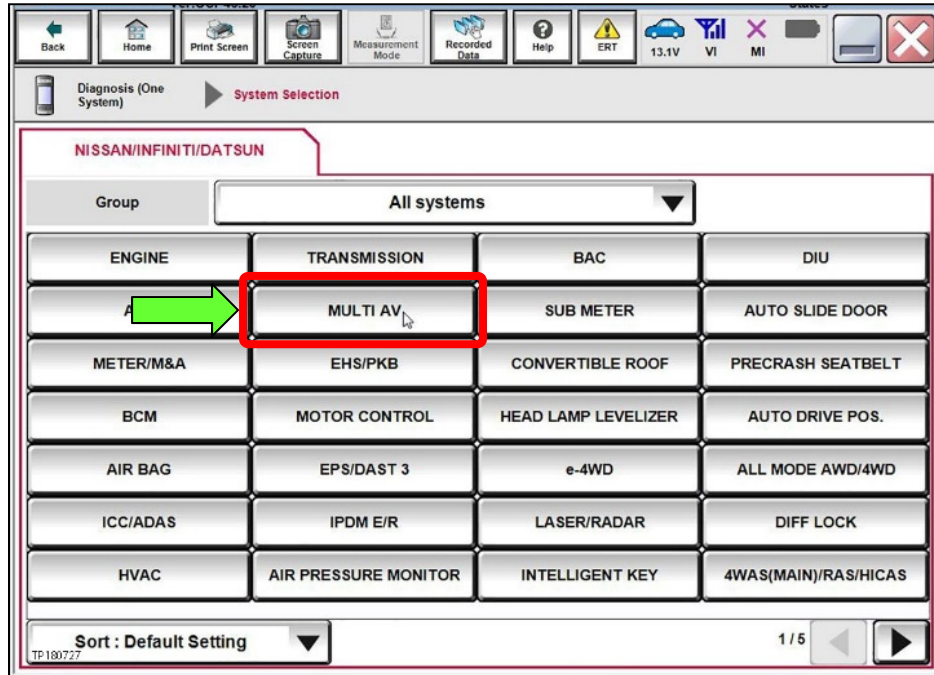 Back
Home
Print Screen
Screen
Capture
Measurement
Mode
Recorded
Data
Help
ERT
13.1V
VI
MI
Diagnosis (One
System)
System Selection
NISSAN/INFINITI/DATSUN
Group
All systems
ENGINE
TRANSMISSION
BAC
DIU
MULTI AV
SUB METER
AUTO SLIDE DOOR
METER/M&A
EHS/PKB
CONVERTIBLE ROOF
PRECRASH SEATBELT
BCM
MOTOR CONTROL
HEAD LAMP LEVELIZER
AUTO DRIVE POS.
AIR BAG
EPS/DAST 3
e-4WD
ALL MODE AWD/4WD
ICC/ADAS
IPDM E/R
LASER/RADAR
DIFF LOCK
HVAC
AIR PRESSURE MONITOR
INTELLIGENT KEY
4WAS(MAIN)/RAS/HICAS
Sort : Default Setting
1 / 5
TP180727